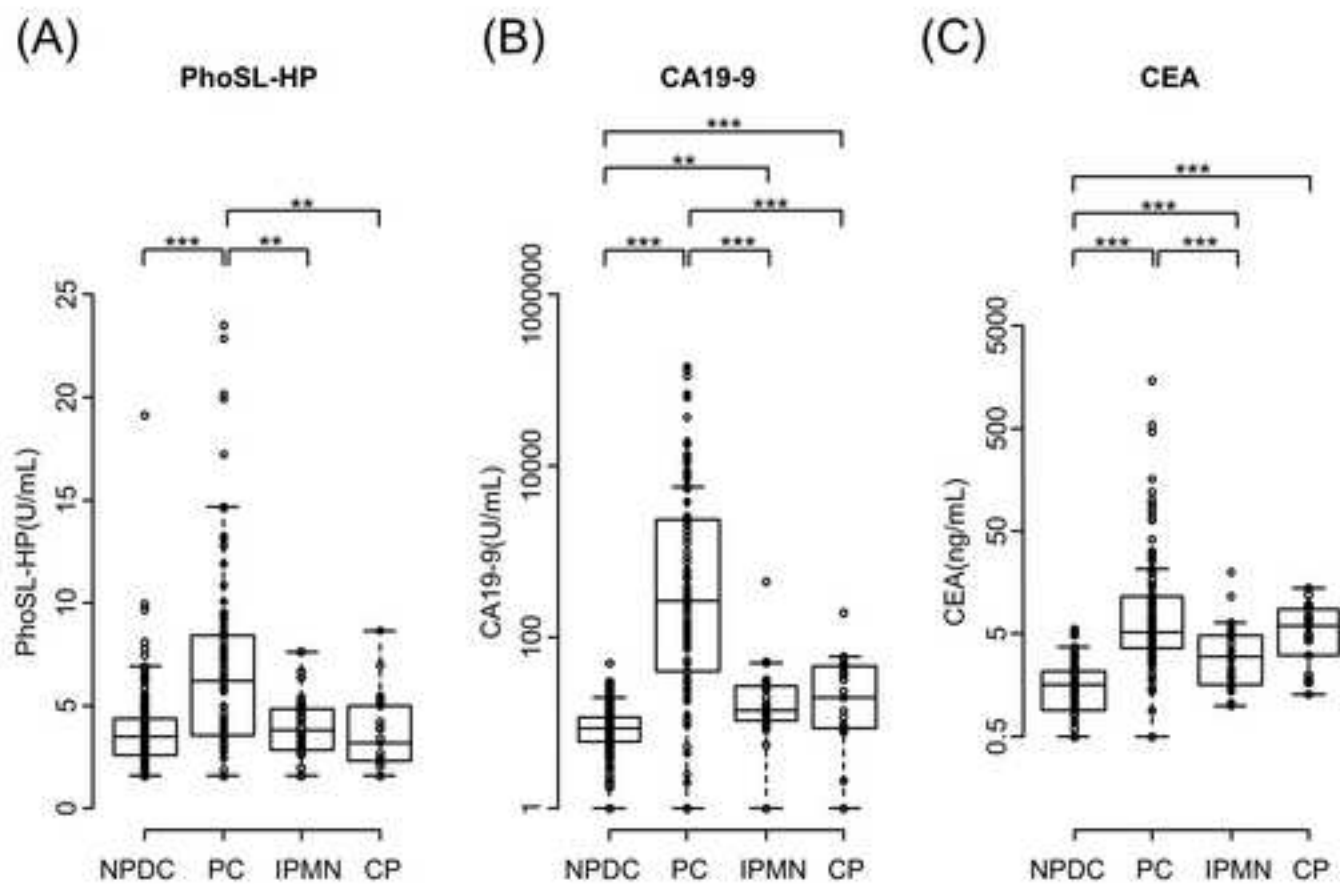 (A)
PhoSL-HP
***
**
**
PhoSL-HP(U/mL)
25
20
15
10
5
0
NPDC PC IPMN CP
(B)
CA19-9
***
**
***
***
***
CA19-9(U/mL)
1000000
10000
100
1
NPDC PC IPMN CP
(C)
CEA
***
***
***
***
CEA(ng/mL)
5000
500
50
5
0.5
NPDC PC IPMN CP